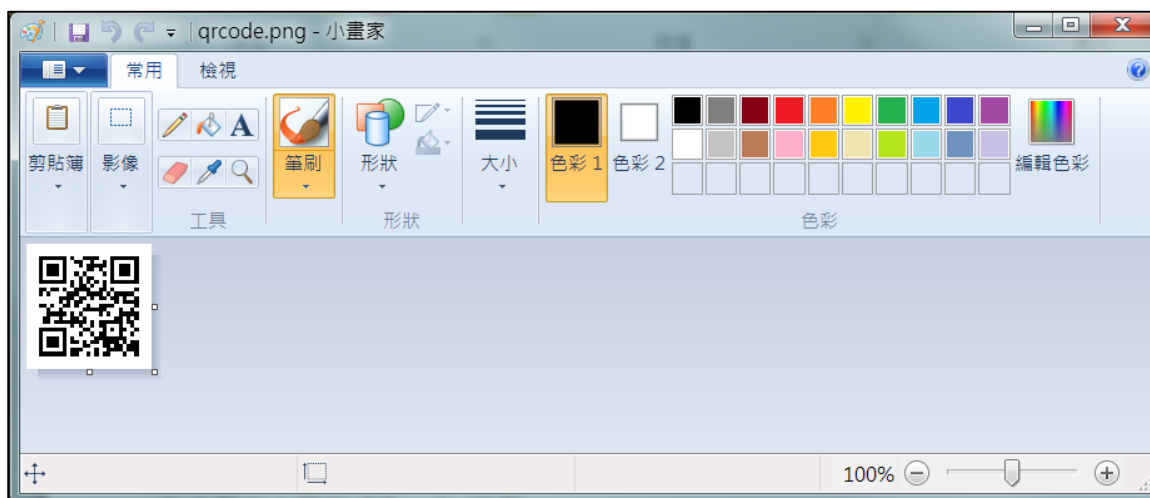 qrcode.png - 小畫家
常用 檢視
剪貼簿 影像 筆刷 形狀 大小 色彩 1 色彩 2 編輯色彩
工具 形狀 色彩
100%